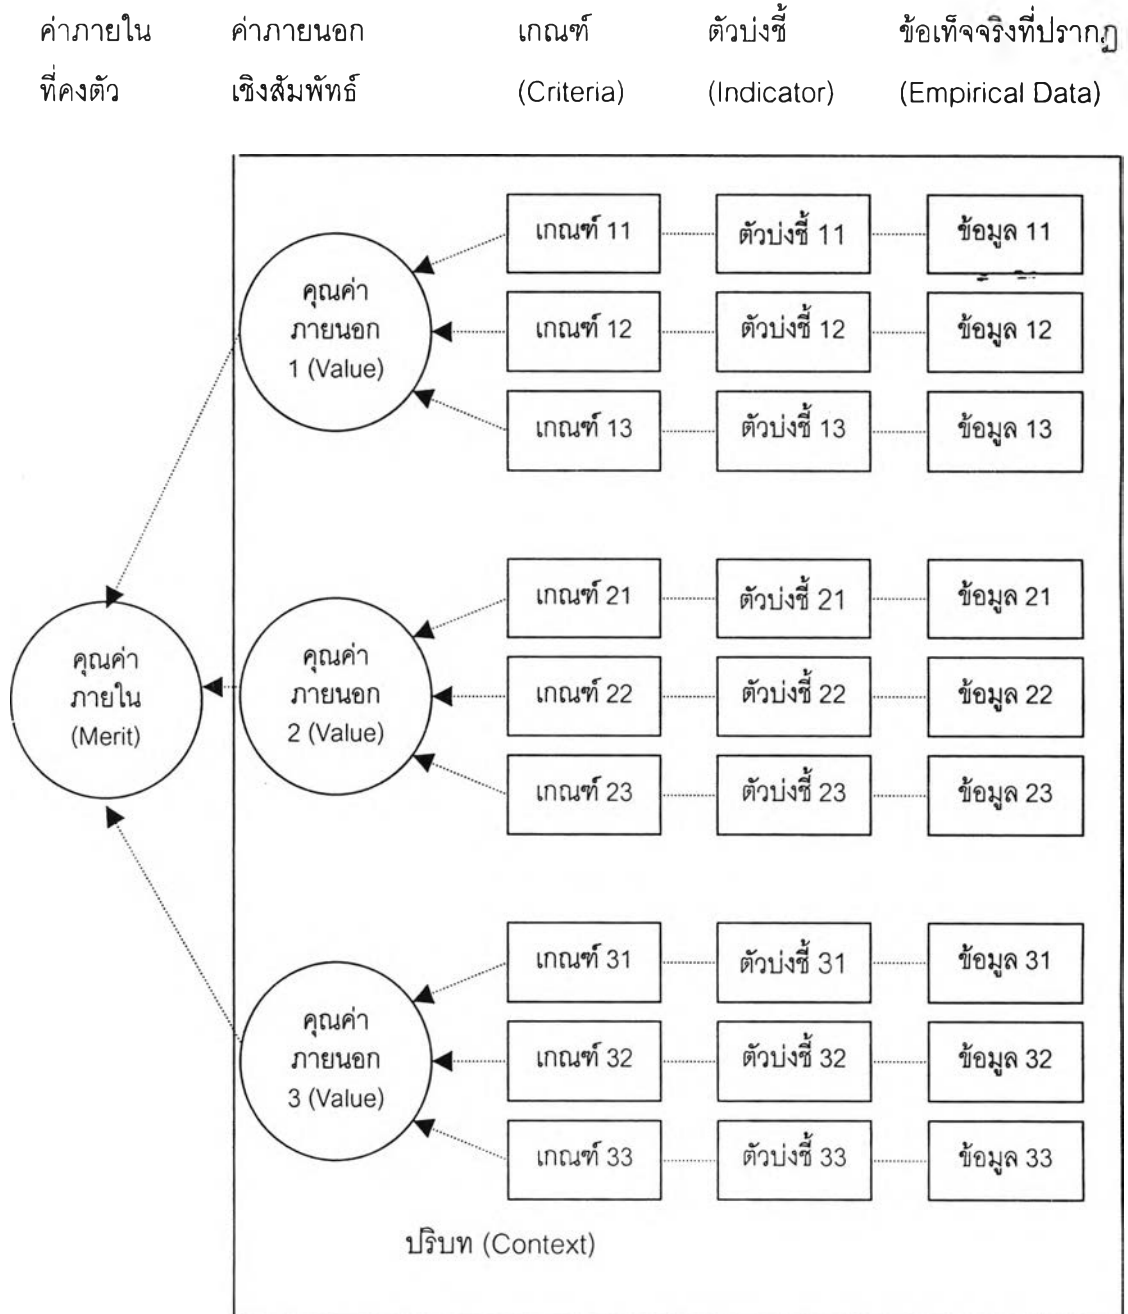 ค่าภายใน ค่าภายนอก เกณฑ์ ตัวบ่งชี้ ข้อเท็จจริงที่ปรากฏ
ที่คงตัว เชิงสัมพัทธ์ (Criteria) (Indicator) (Empirical Data)
เกณฑ์ 11 ตัวบ่งชี้ 11 ข้อมูล 11
คุณค่า
ภายนอก
1 (Value)
เกณฑ์ 12 ตัวบ่งชี้ 12 ข้อมูล 12
เกณฑ์ 13 ตัวบ่งชี้ 13 ข้อมูล 13
เกณฑ์ 21 ตัวบ่งชี้ 21 ข้อมูล 21
คุณค่า
ภายใน
(Merit)
คุณค่า
ภายนอก
2 (Value)
เกณฑ์ 22 ตัวบ่งชี้ 22 ข้อมูล 22
เกณฑ์ 23 ตัวบ่งชี้ 23 ข้อมูล 23
เกณฑ์ 31 ตัวบ่งชี้ 31 ข้อมูล 31
คุณค่า
ภายนอก
3 (Value)
เกณฑ์ 32 ตัวบ่งชี้ 32 ข้อมูล 32
เกณฑ์ 33 ตัวบ่งชี้ 33 ข้อมูล 33
ปริบท (Context)